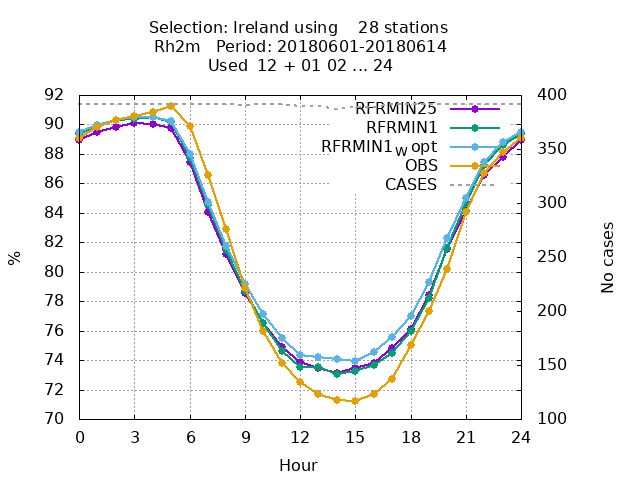 Selection: Ireland using    28 stations
Rh2m   Period: 20180601-20180614
Used  12 + 01 02 ... 24
92 400
RFRMIN25
90
RFRMIN1
350
88
RFRMIN1W opt
OBS
86
CASES
300
84
82
250
% 80 No cases
78
200
76
74
150
72
70 100
0 3 6 9 12 15 18 21 24
Hour